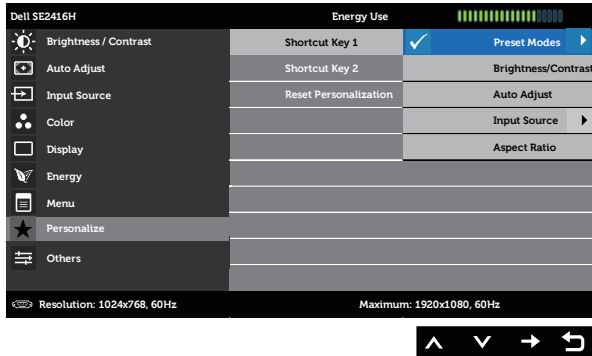 Dell SE2416H Energy Use
Brightness / Contrast Shortcut Key 1 Preset Modes
Auto Adjust Shortcut Key 2 Brightness/Contrast
Input Source Reset Personalization Auto Adjust
Color Input Source
Display Aspect Ratio
Energy
Menu
Personalize
Others
Resolution: 1024x768, 60Hz Maximum: 1920x1080, 60Hz